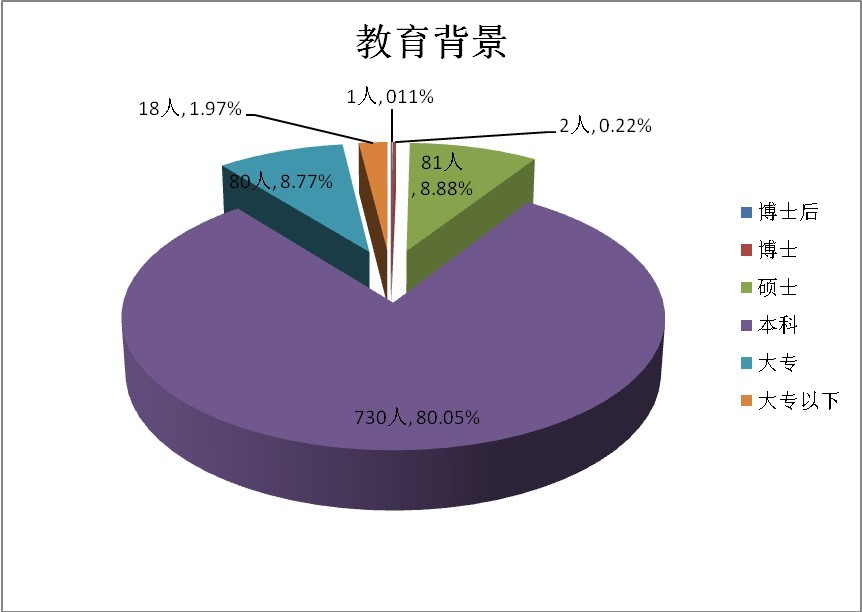 教育背景
1人, 011%
18人, 1.97%
2人, 0.22%
81人
, 8.88%
80人, 8.77%
730人, 80.05%
博士后
博士
硕士
本科
大专
大专以下